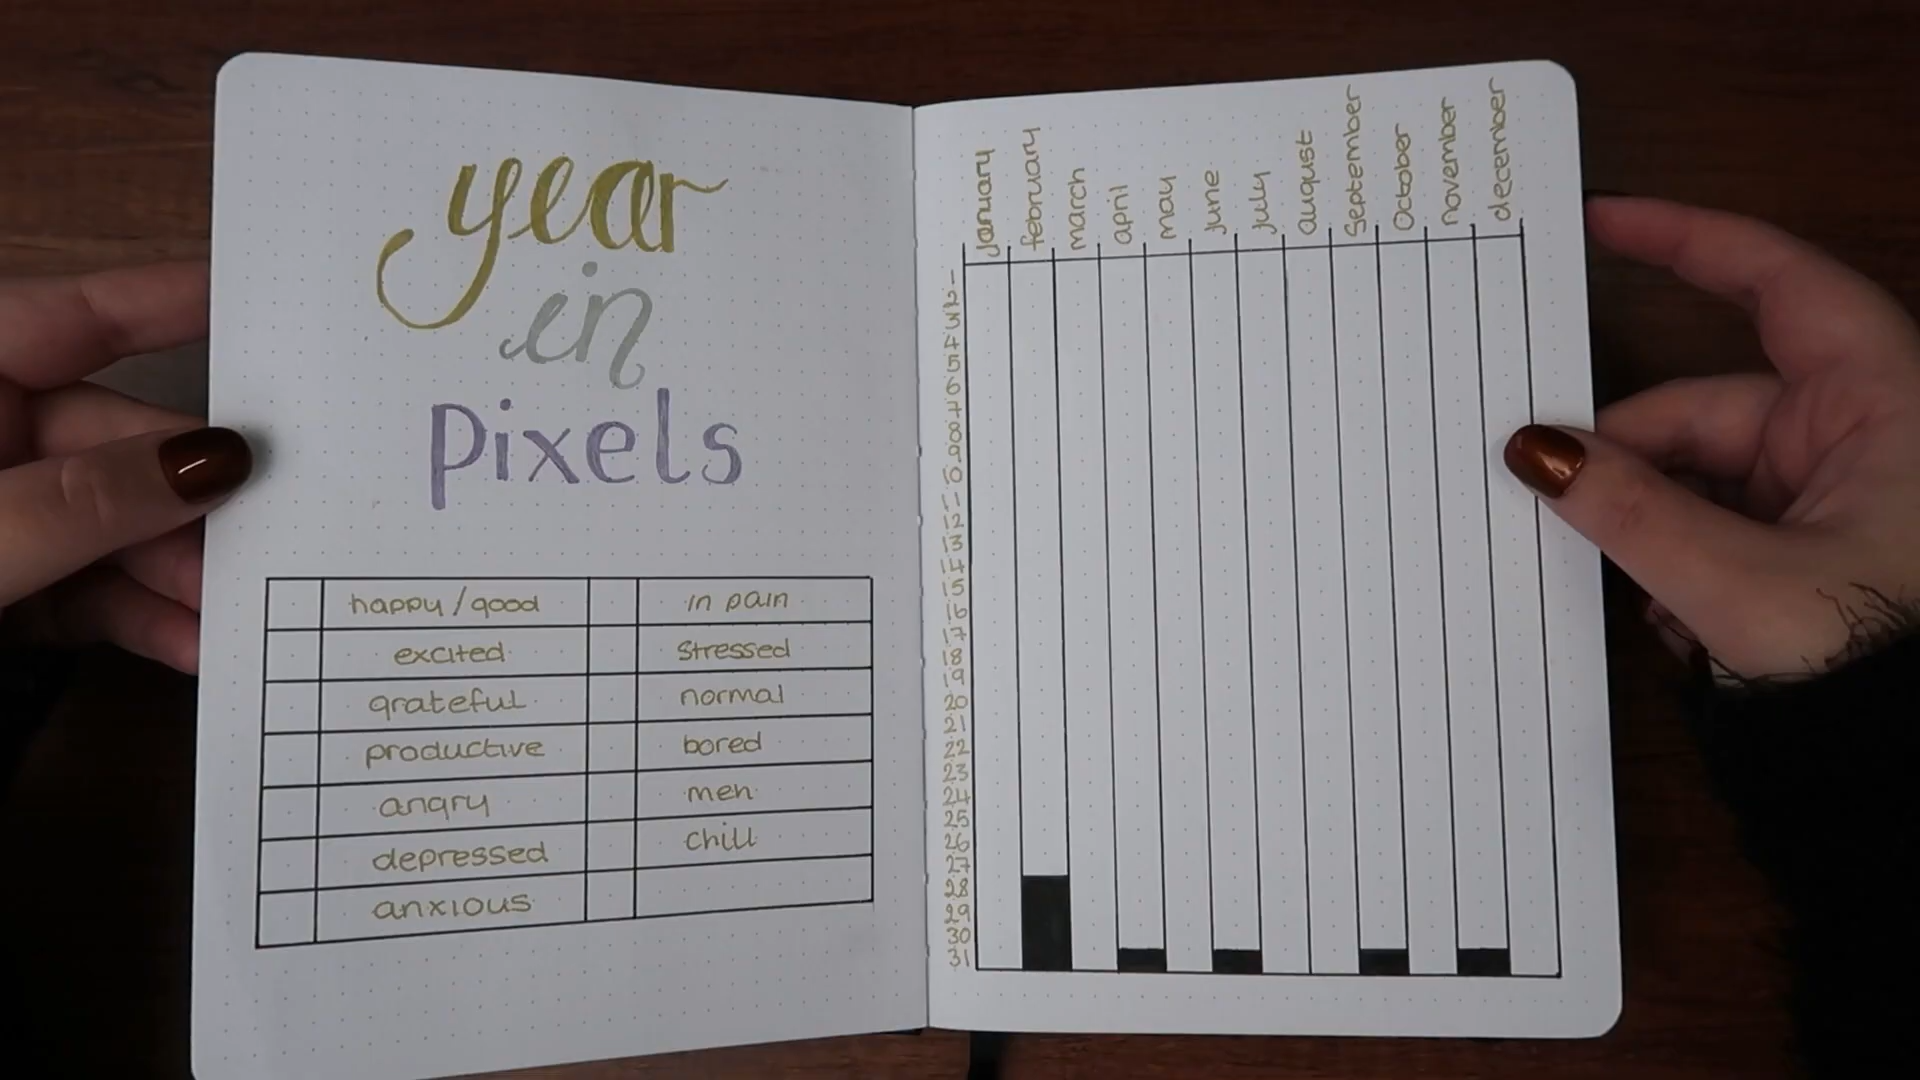 year
in
pixels
happy/good
in pain
excited
stressed
grateful
normal
productive
bored
angry
meh
depressed
chill
anxious
january
february
march
april
may
june
july
august
september
october
november
december
1
2
3
4
5
6
7
8
9
10
11
12
13
14
15
16
17
18
19
20
21
22
23
24
25
26
27
28
29
30
31